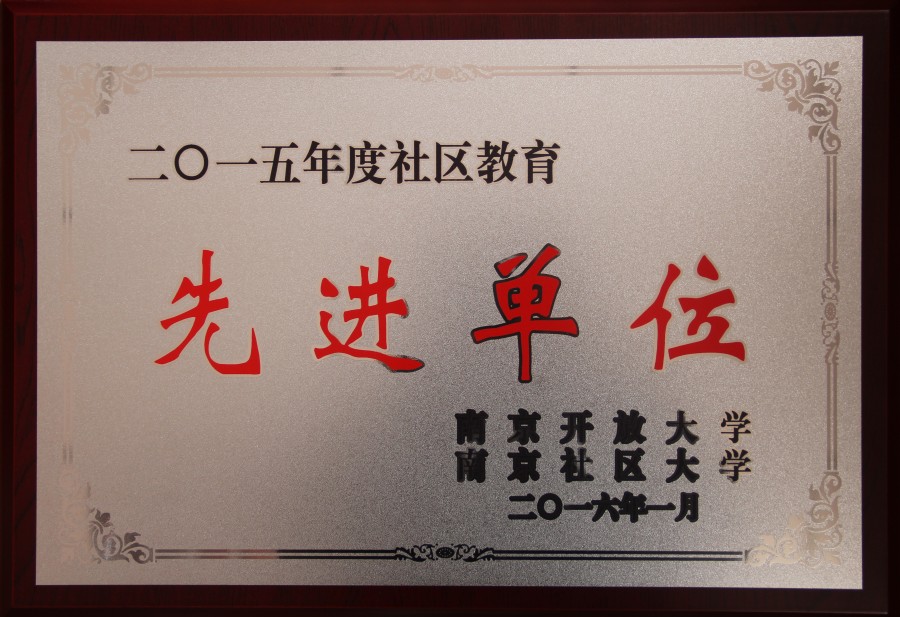 二〇一五年度社区教育
先进单位
南京开放大学
南京社区大学
二〇一六年一月